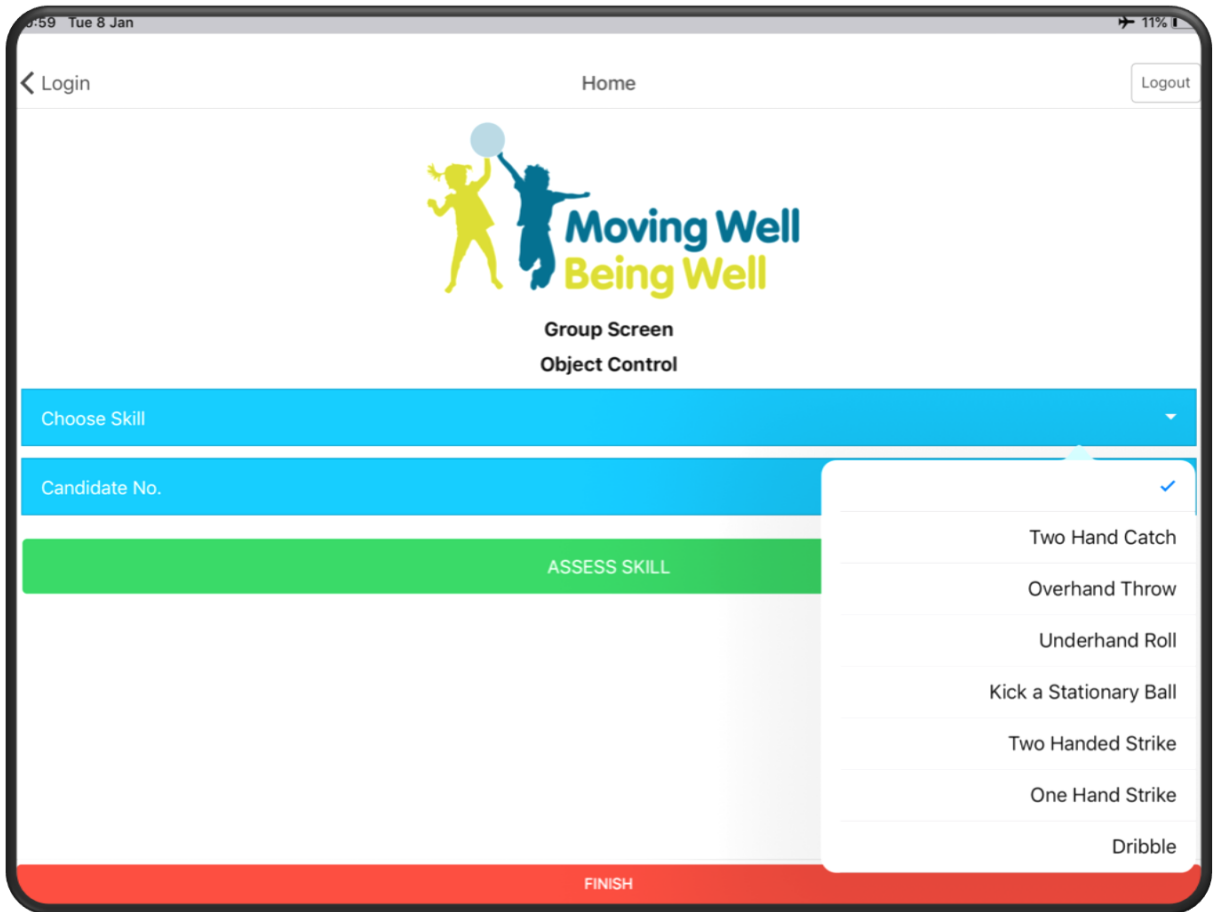 :59 Tue 8 Jan 11%
Login Home Logout
Moving Well
Being Well
Group Screen
Object Control
Choose Skill
Candidate No.
Two Hand Catch
ASSESS SKILL
Overhand Throw
Underhand Roll
Kick a Stationary Ball
Two Handed Strike
One Hand Strike
Dribble
FINISH